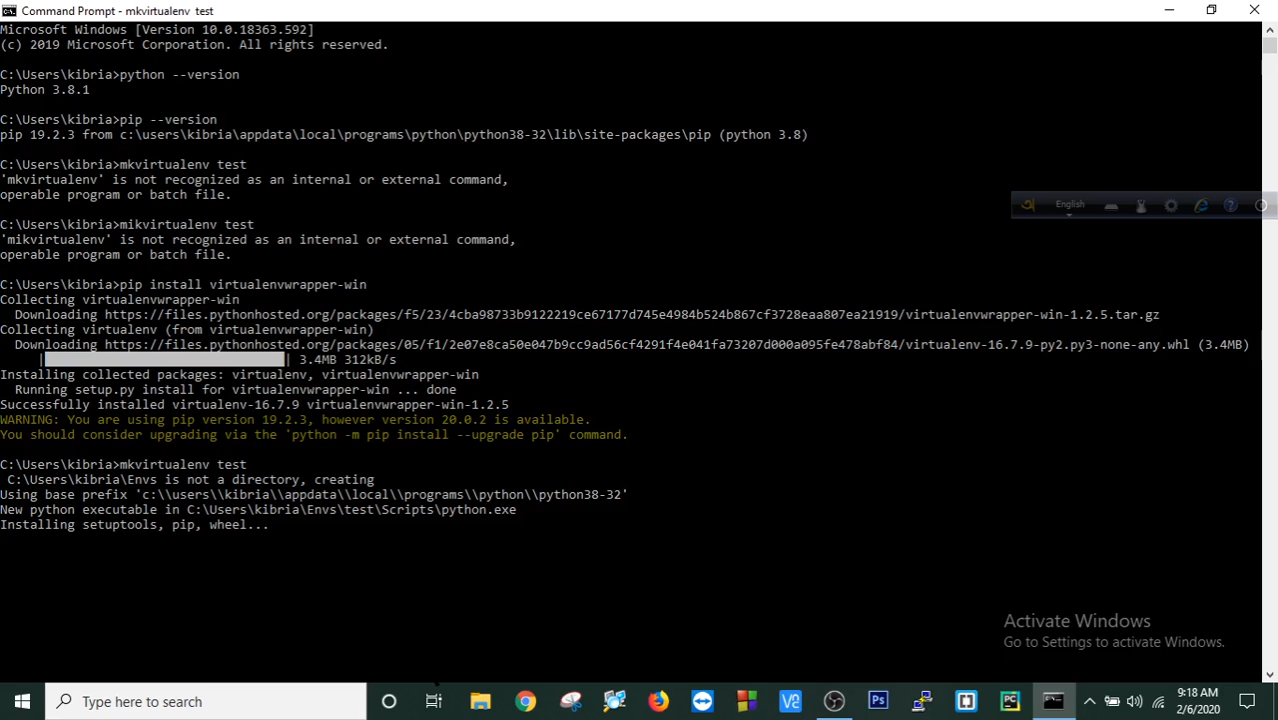 Command Prompt - mkvirtualenv test
Microsoft Windows [Version 10.0.18363.592]
(c) 2019 Microsoft Corporation. All rights reserved.
C:\Users\kibria>python --version
Python 3.8.1
C:\Users\kibria>pip --version
pip 19.2.3 from c:\users\kibria\appdata\local\programs\python\python38-32\lib\site-packages\pip (python 3.8)
C:\Users\kibria>mkvirtualenv test
'mkvirtualenv' is not recognized as an internal or external command,
operable program or batch file.
English
C:\Users\kibria>mikvirtualenv test
'mikvirtualenv' is not recognized as an internal or external command,
operable program or batch file.
C:\Users\kibria>pip install virtualenvwrapper-win
Collecting virtualenvwrapper-win
Downloading https://files.pythonhosted.org/packages/f5/23/4cba98733b9122219ce67177d745e4984b524b867cf3728eaa807ea21919/virtualenvwrapper-win-1.2.5.tar.gz
Collecting virtualenv (from virtualenvwrapper-win)
Downloading https://files.pythonhosted.org/packages/05/f1/2e07e8ca50e047b9cc9ad56cf4291f4e041fa73207d000a095fe478abf84/virtualenv-16.7.9-py2.py3-none-any.whl (3.4MB)
| | 3.4MB 312kB/s
Installing collected packages: virtualenv, virtualenvwrapper-win
Running setup.py install for virtualenvwrapper-win ... done
Successfully installed virtualenv-16.7.9 virtualenvwrapper-win-1.2.5
WARNING: You are using pip version 19.2.3, however version 20.0.2 is available.
You should consider upgrading via the 'python -m pip install --upgrade pip' command.
C:\Users\kibria>mkvirtualenv test
C:\Users\kibria\Envs is not a directory, creating
Using base prefix 'c:\\users\\kibria\\appdata\\local\\programs\\python\\python38-32'
New python executable in C:\Users\kibria\Envs\test\Scripts\python.exe
Installing setuptools, pip, wheel...
Activate Windows
Go to Settings to activate Windows.
Type here to search
9:18 AM
2/6/2020